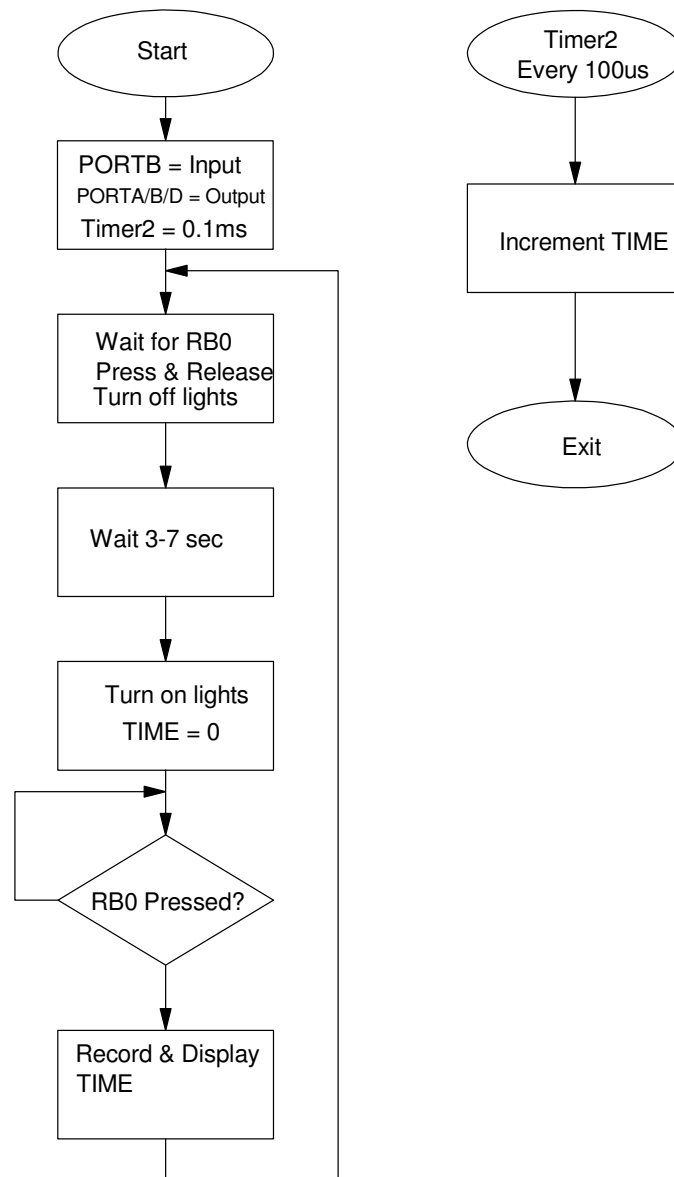 Start
PORTB = Input
PORTA/B/D = Output
Timer2 = 0.1ms
Wait for RB0
Press & Release
Turn off lights
Wait 3-7 sec
Turn on lights
TIME = 0
RB0 Pressed?
Record & Display
TIME
Timer2
Every 100us
Increment TIME
Exit